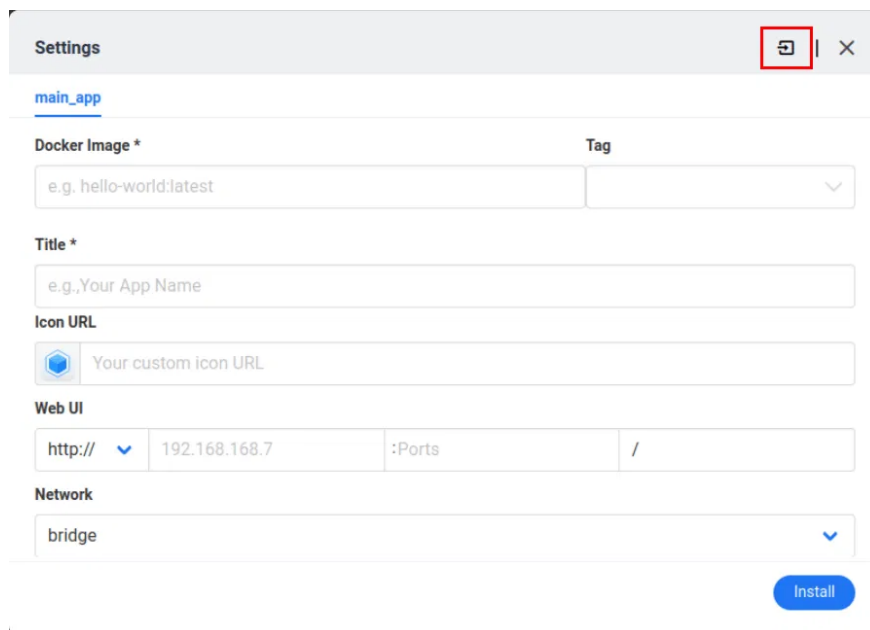 Settings
main_app
Docker Image * Tag
e.g. hello-world:latest
Title *
e.g.,Your App Name
Icon URL
Your custom icon URL
Web UI
http:// 192.168.168.7 :Ports /
Network
bridge
Install